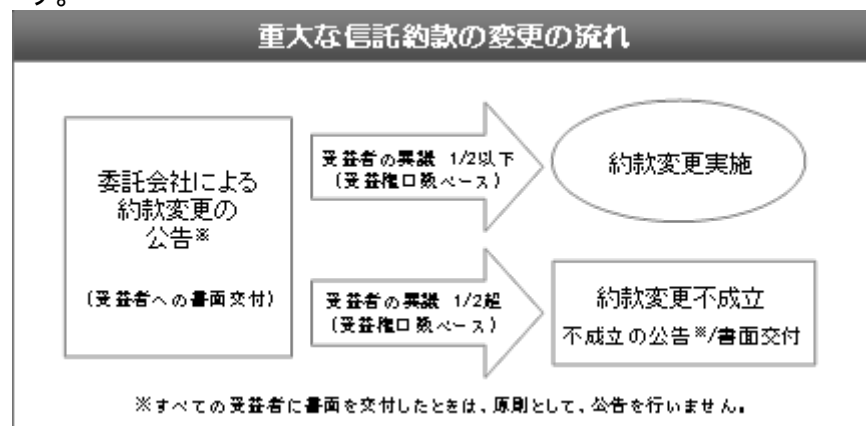 す。
重大な信託約款の変更の流れ
委託会社による
約款変更の
公告※
(受益者への書面交付)
受益者の異議 1/2以下
(受益権口数ベース)
約款変更実施
受益者の異議 1/2超
(受益権口数ベース)
約款変更不成立
不成立の公告※/書面交付
※すべての受益者に書面を交付したときは、原則として、公告を行いません。